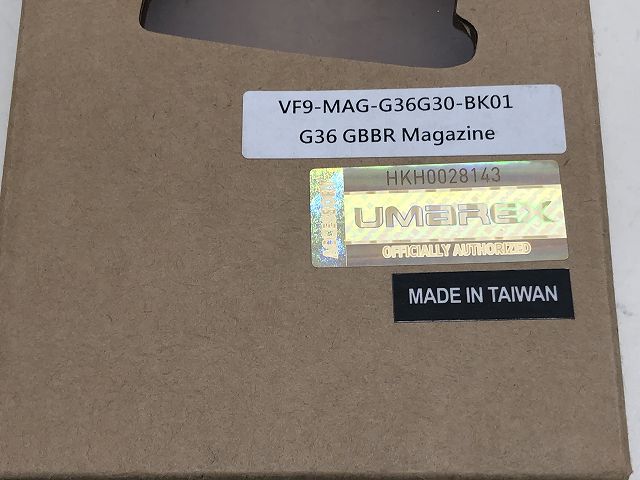 VF9-MAG-G36G30-BK01
G36 GBBR Magazine
HKH0028143
UMAREX
OFFICIALLY AUTHORIZED
MADE IN TAIWAN